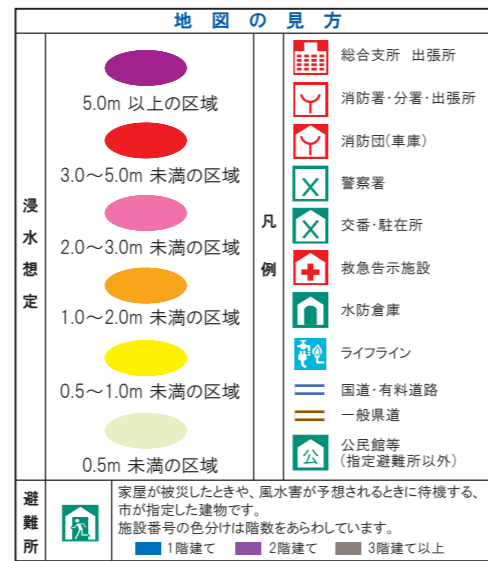 地図の見方
浸水想定
5.0m 以上の区域
3.0～5.0m 未満の区域
2.0～3.0m 未満の区域
1.0～2.0m 未満の区域
0.5～1.0m 未満の区域
0.5m 未満の区域
凡例
総合支所 出張所
消防署・分署・出張所
消防団(車庫)
警察署
交番・駐在所
救急告示施設
水防倉庫
ライフライン
国道・有料道路
一般県道
公
公民館等
(指定避難所以外)
避難所
家屋が被災したときや、風水害が予想されるときに待機する、
市が指定した建物です。
施設番号の色分けは階数をあらわしています。
1階建て 2階建て 3階建て以上